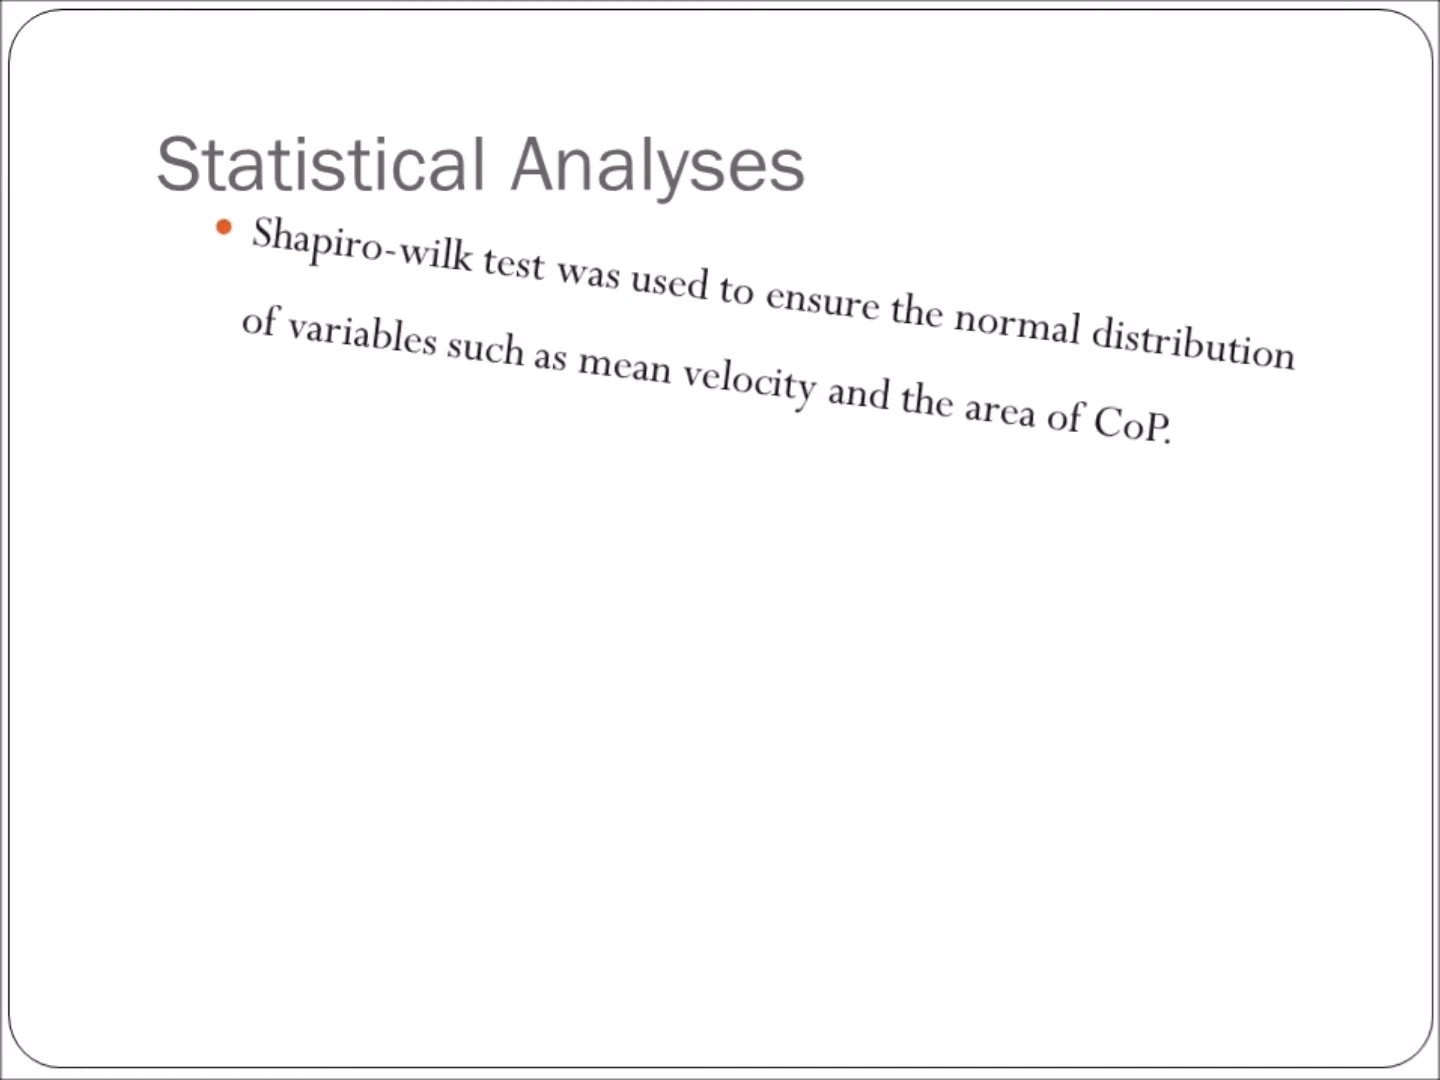 Statistical Analyses
Shapiro-wilk test was used to ensure the normal distribution
of variables such as mean velocity and the area of CoP.